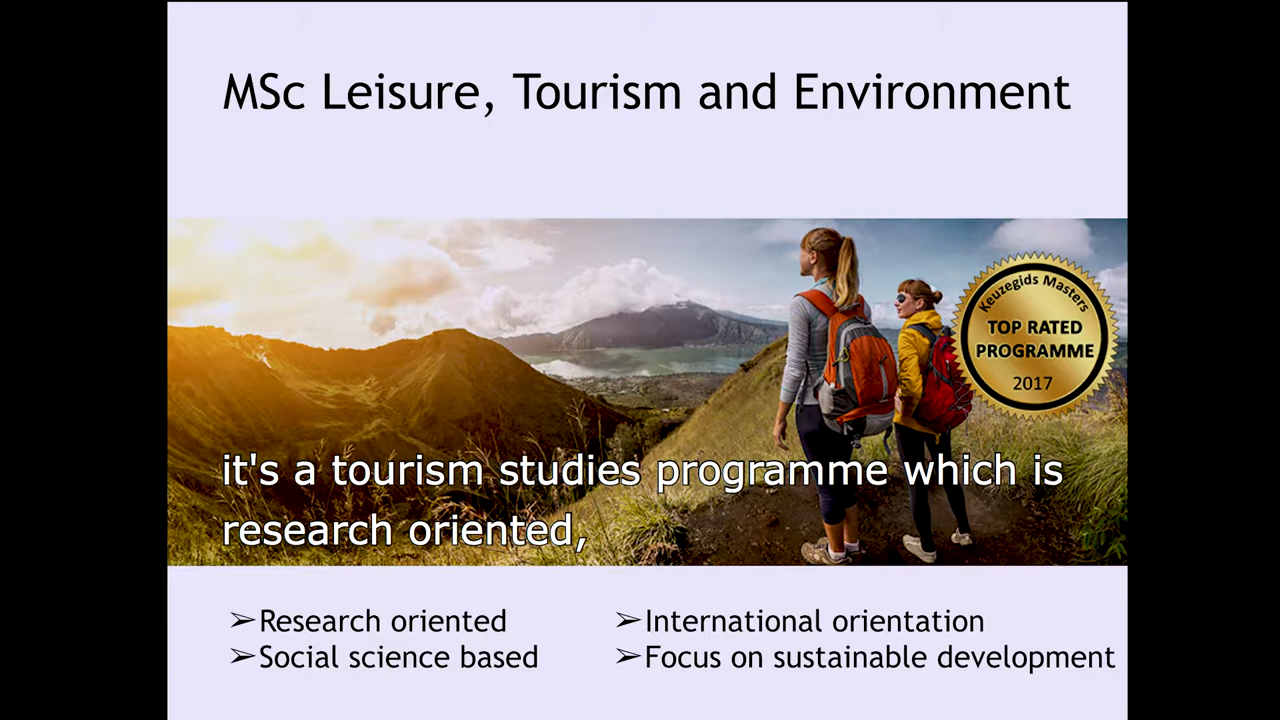 MSc Leisure, Tourism and Environment
Keuzegids Masters
TOP RATED
PROGRAMME
2017
it's a tourism studies programme which is
research oriented,
➢Research oriented
➢Social science based
➢International orientation
➢Focus on sustainable development